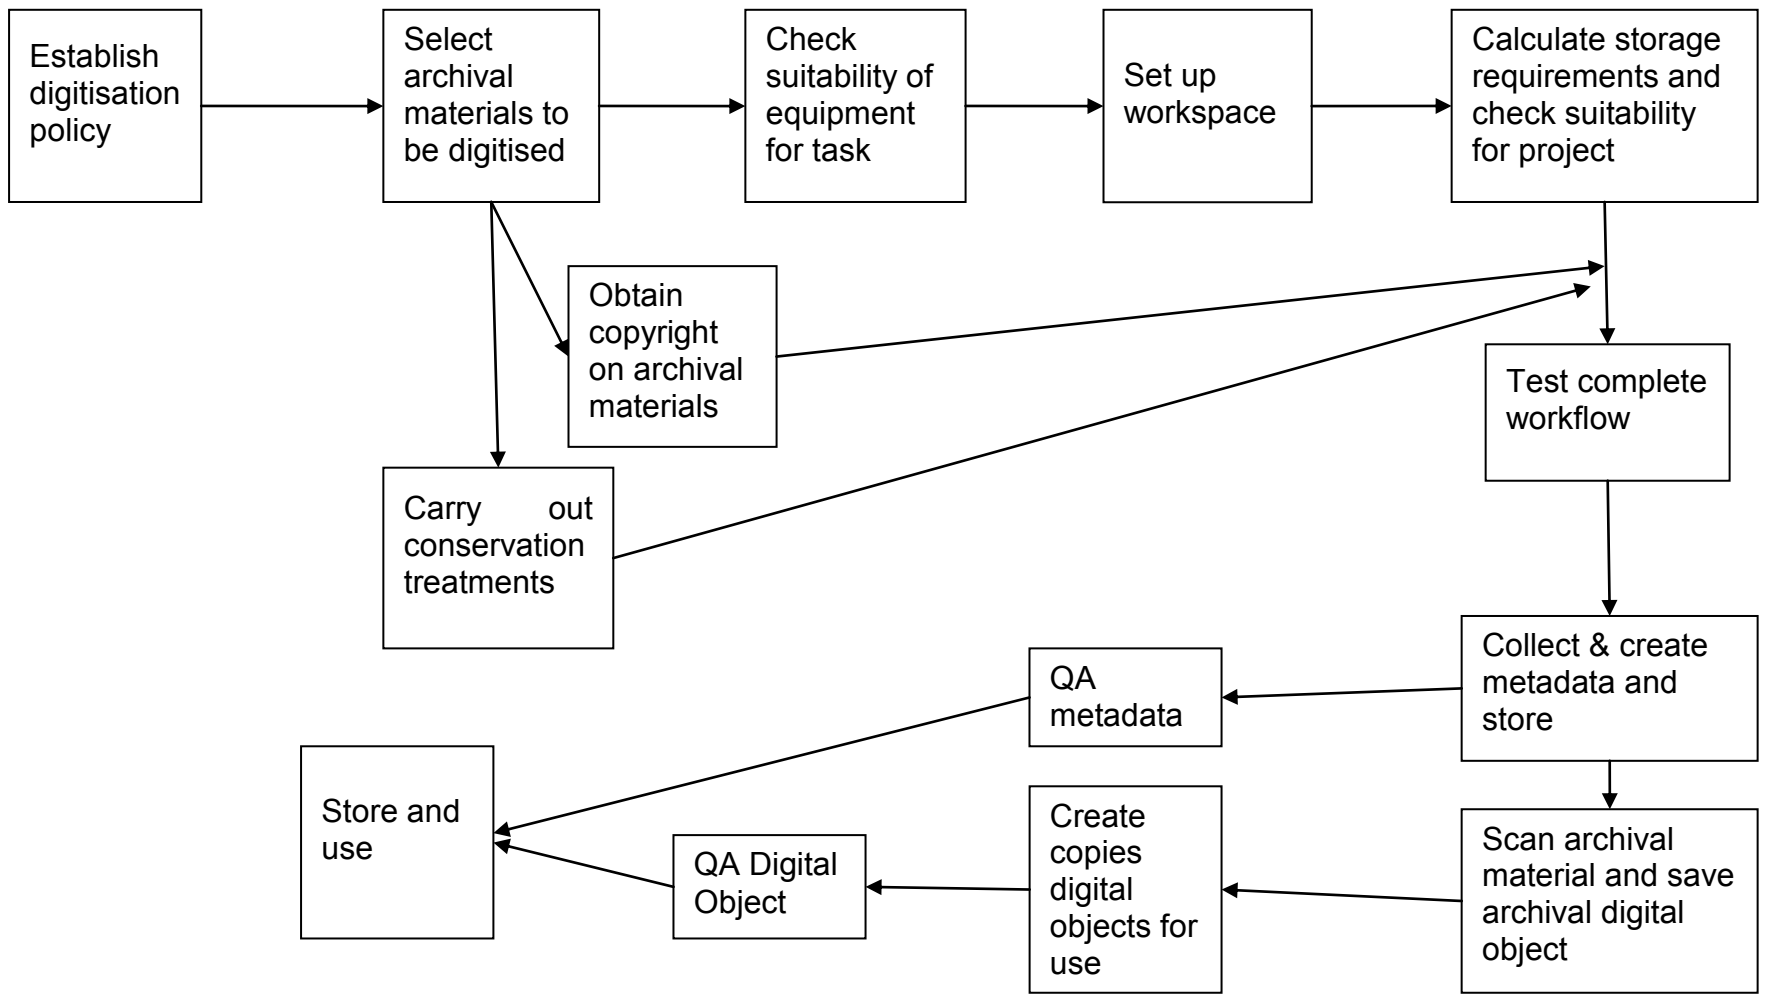 Establish
digitisation
policy
Select
archival
materials to
be digitised
Check
suitability of
equipment
for task
Set up
workspace
Calculate storage
requirements and
check suitability
for project
Obtain
copyright
on archival
materials
Test complete
workflow
Carry out
conservation
treatments
Collect & create
metadata and
store
QA
metadata
Store and
use
QA Digital
Object
Create
copies
digital
objects for
use
Scan archival
material and save
archival digital
object